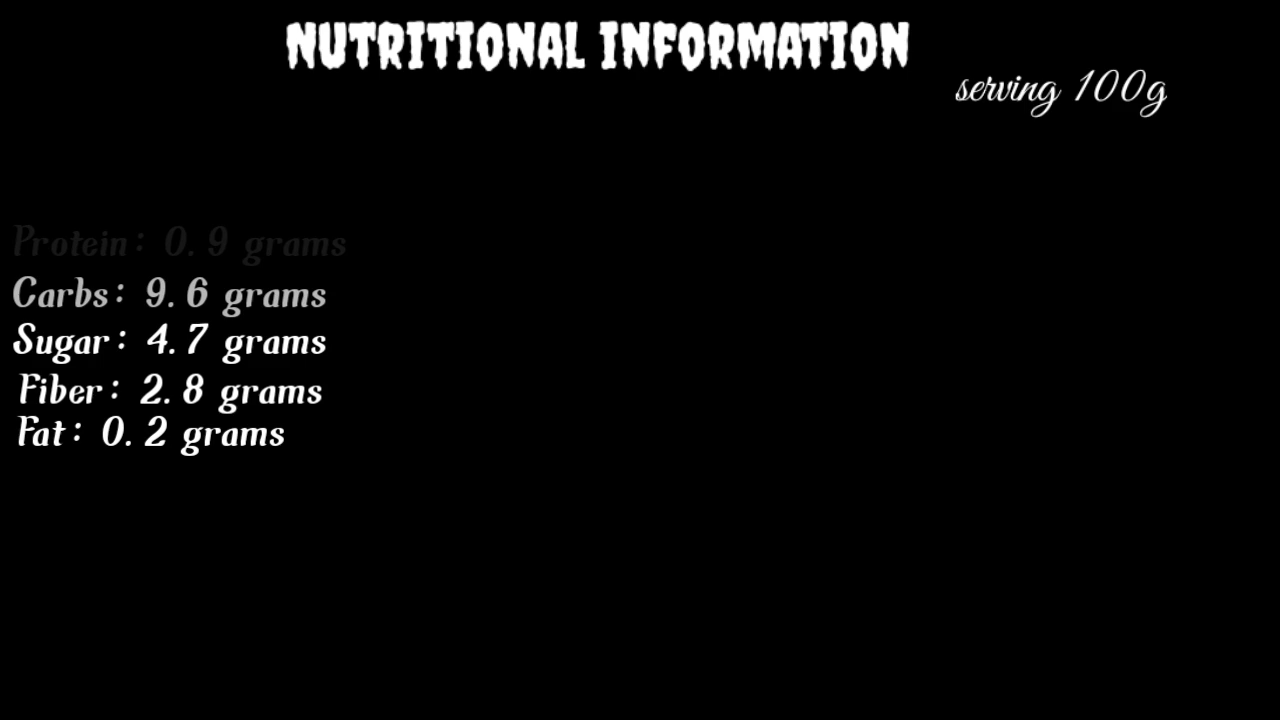 NUTRITIONAL INFORMATION
serving 100g
Protein: 0.9 grams
Carbs: 9.6 grams
Sugar: 4.7 grams
Fiber: 2.8 grams
Fat: 0.2 grams